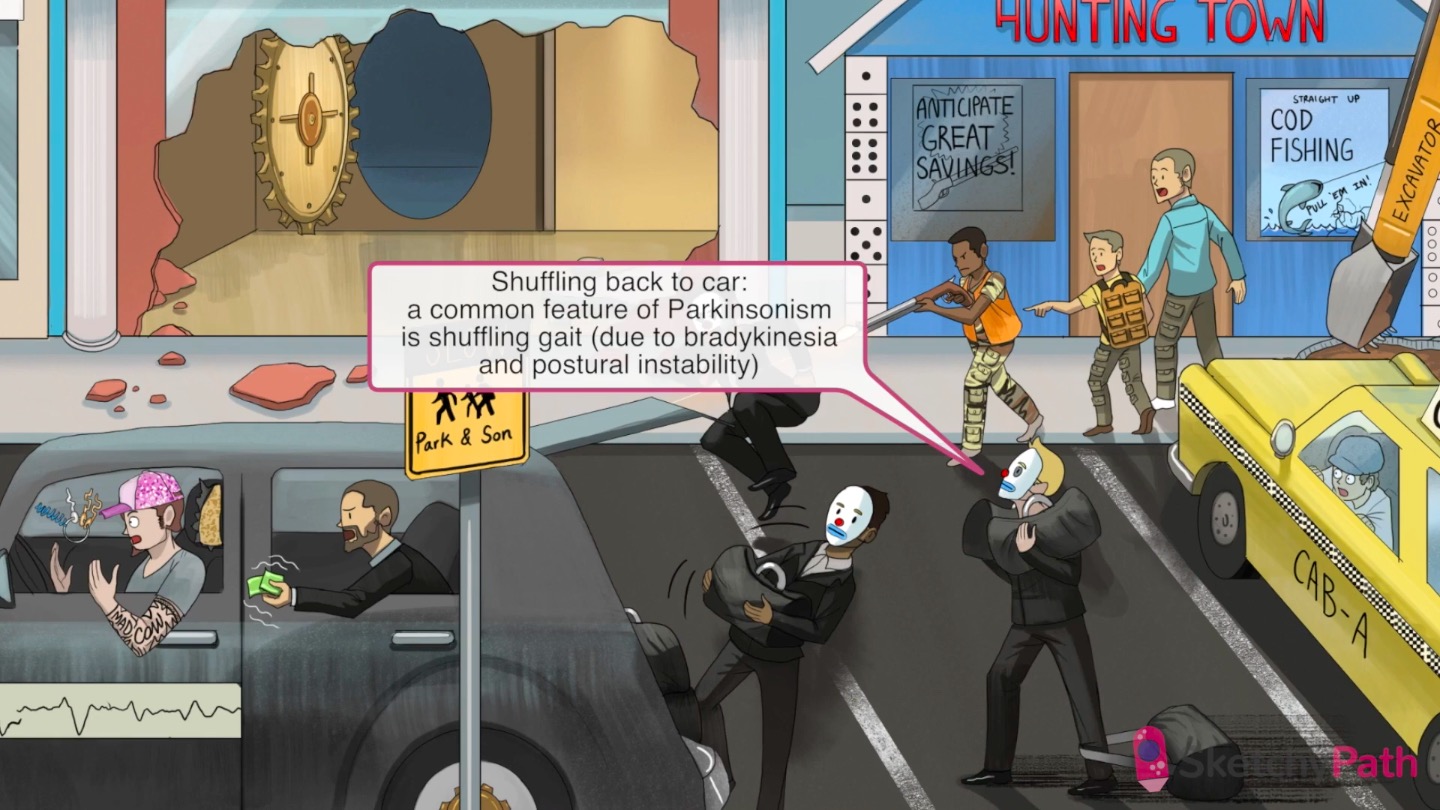 HUNTING TOWN
ANTICIPATE
GREAT
SAVINGS!
STRAIGHT UP
COD
FISHING
PULL 'EM IN!
EXCAVATOR
Shuffling back to car:
a common feature of Parkinsonism
is shuffling gait (due to bradykinesia
and postural instability)
Park & Son
MAD COW
CAB-A
SketchyPath